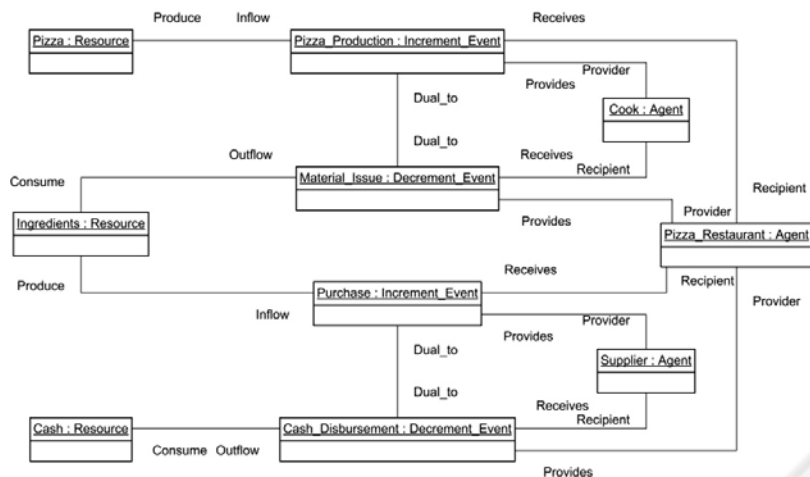 Produce Inflow Receives
Pizza : Resource Pizza_Production : Increment_Event
Provider
Provides
Dual_to Cook : Agent
Dual_to
Outflow Receives
Consume Material_Issue : Decrement_Event Recipient
Recipient
Provides Provider
Ingredients : Resource Pizza_Restaurant : Agent
Receives
Produce Purchase : Increment_Event Recipient
Inflow Provider
Provider
Provides
Dual_to Supplier : Agent
Dual_to
Receives
Cash : Resource Cash_Disbursement : Decrement_Event Recipient
Consume Outflow
Provides